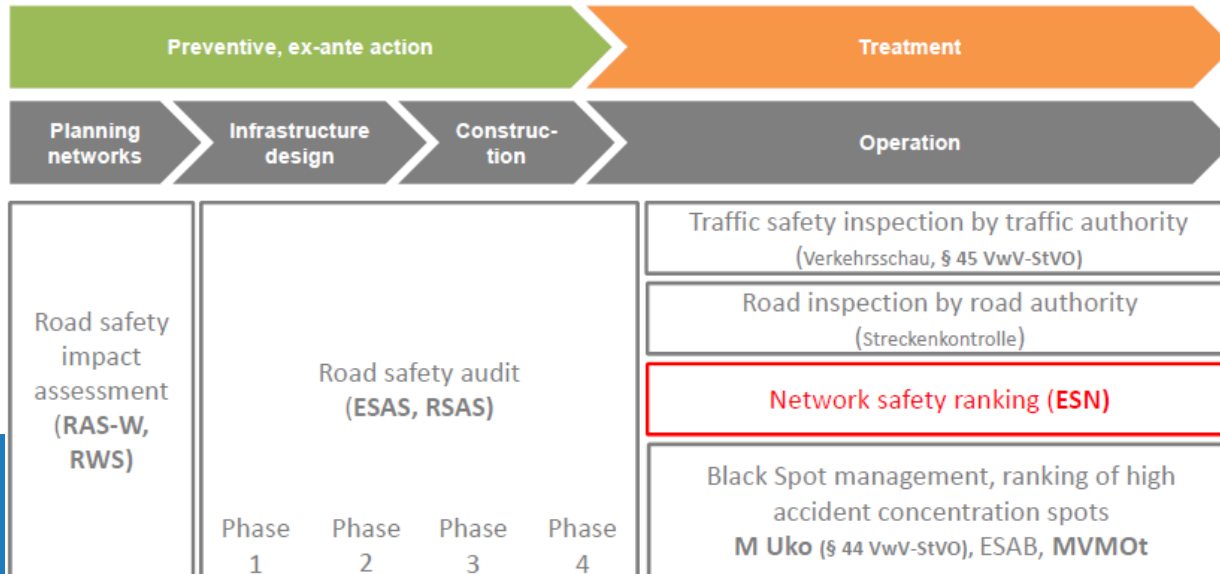 Preventive, ex-ante action
Treatment
Planning
networks
Infrastructure
design
Construc-
tion
Operation
Road safety
impact
assessment
(RAS-W,
RWS)
Road safety audit
(ESAS, RSAS)
Phase
1
Phase
2
Phase
3
Phase
4
Traffic safety inspection by traffic authority
(Verkehrsschau, § 45 VwV-StVO)
Road inspection by road authority
(Streckenkontrolle)
Network safety ranking (ESN)
Black Spot management, ranking of high
accident concentration spots
M Uko (§ 44 VwV-StVO), ESAB, MVMOt